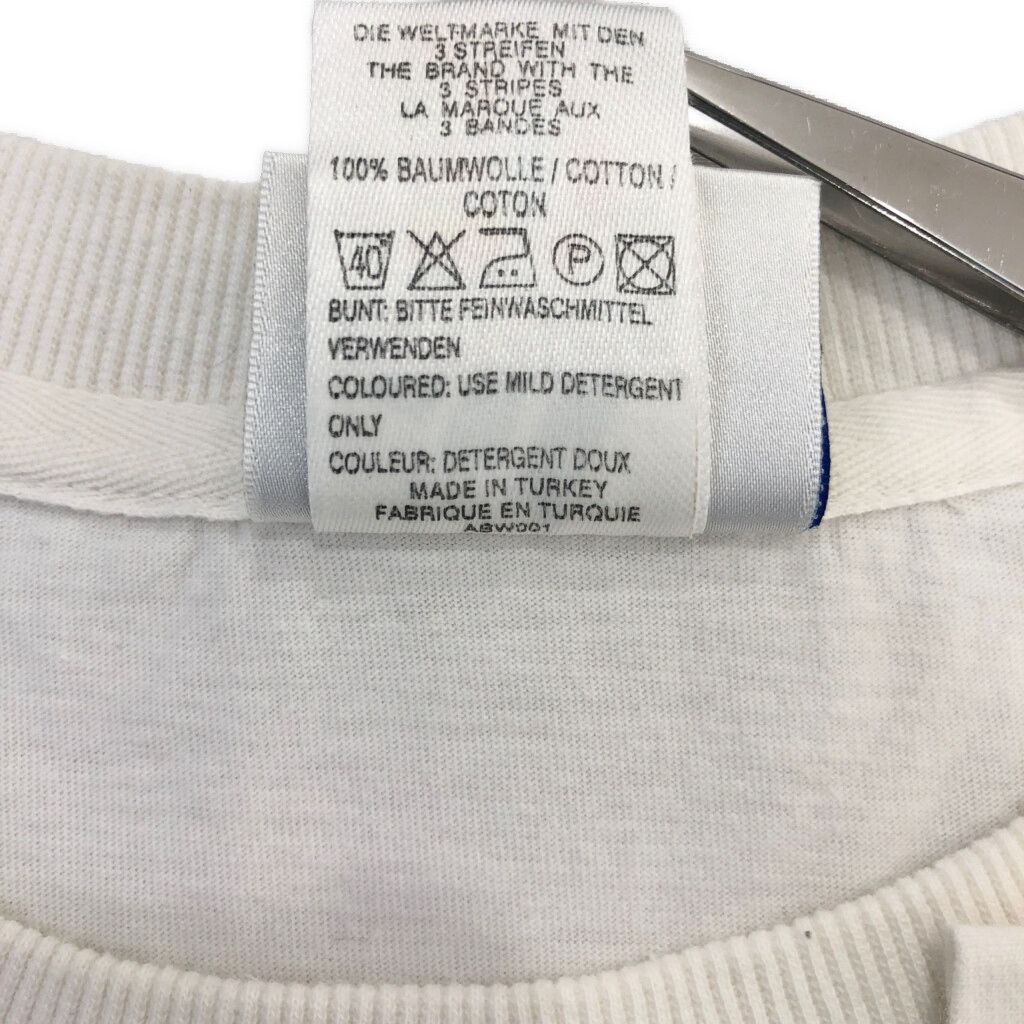 DIE WELTMARKE MIT DEN
3 STREIFEN
THE BRAND WITH THE
3 STRIPES
LA MARQUE AUX
3 BANDES
100% BAUMWOLLE / COTTON /
COTON
40 P
BUNT: BITTE FEINWASCHMITTEL
VERWENDEN
COLOURED: USE MILD DETERGENT
ONLY
COULEUR: DETERGENT DOUX
MADE IN TURKEY
FABRIQUE EN TURQUIE
ABW001